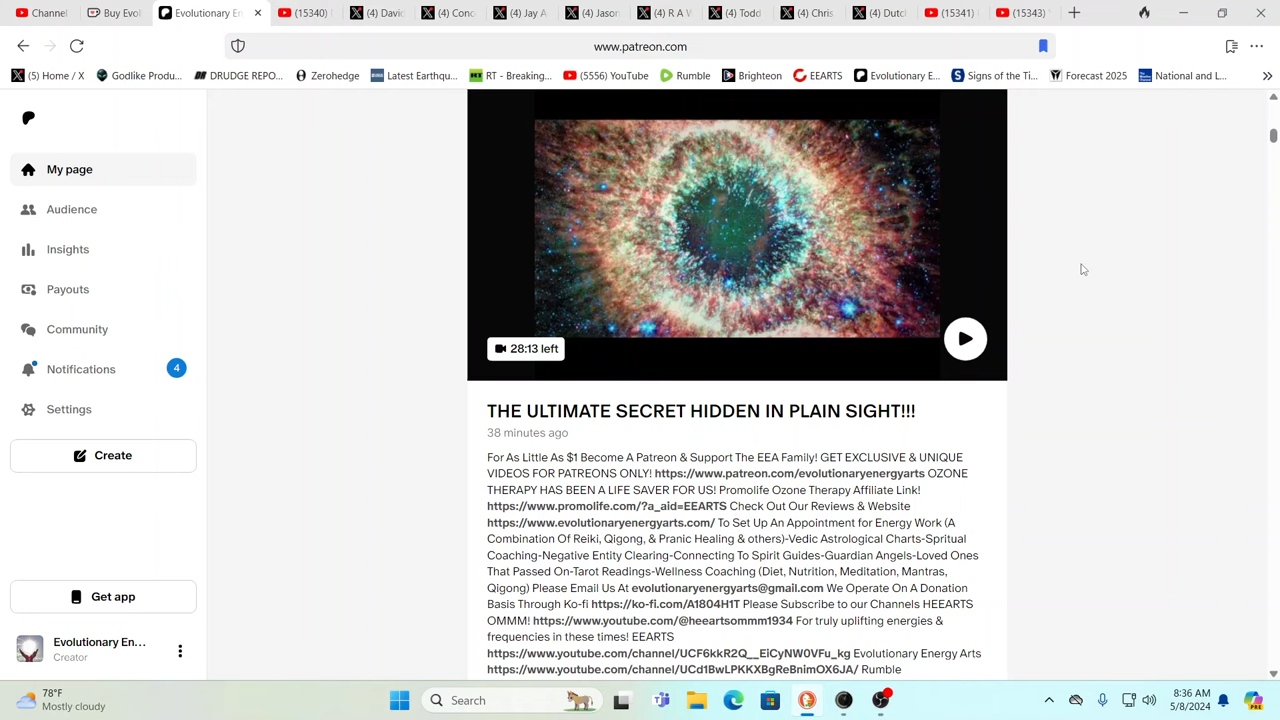 Channel
Buy Evol
Evolutionary En
(15340)
(4) David
(4) Conc
(4) Jay A
(4) Jason
(4) R A W
(4) Todd
(4) Chris
(4) Dutc
(15341)
(15343)
www.patreon.com
(5) Home / X
Godlike Produ...
DRUDGE REPO...
Zerohedge
Latest Earthqu...
RT - Breaking...
(5556) YouTube
Rumble
Brighteon
EEARTS
Evolutionary E...
Signs of the Ti...
Forecast 2025
National and L...
My page
Audience
Insights
Payouts
Community
Notifications 4
Settings
Create
Get app
Evolutionary En...
Creator
28:13 left
THE ULTIMATE SECRET HIDDEN IN PLAIN SIGHT!!!
38 minutes ago
For As Little As $1 Become A Patreon & Support The EEA Family! GET EXCLUSIVE & UNIQUE
VIDEOS FOR PATREONS ONLY! https://www.patreon.com/evolutionaryenergyarts OZONE
THERAPY HAS BEEN A LIFE SAVER FOR US! Promolife Ozone Therapy Affiliate Link!
https://www.promolife.com/?a_aid=EEARTS Check Out Our Reviews & Website
https://www.evolutionaryenergyarts.com/ To Set Up An Appointment for Energy Work (A
Combination Of Reiki, Qigong, & Pranic Healing & others)-Vedic Astrological Charts-Spritual
Coaching-Negative Entity Clearing-Connecting To Spirit Guides-Guardian Angels-Loved Ones
That Passed On-Tarot Readings-Wellness Coaching (Diet, Nutrition, Meditation, Mantras,
Qigong) Please Email Us At evolutionaryenergyarts@gmail.com We Operate On A Donation
Basis Through Ko-fi https://ko-fi.com/A1804H1T Please Subscribe to our Channels HEEARTS
OMMM! https://www.youtube.com/@heeartsommm1934 For truly uplifting energies &
frequencies in these times! EEARTS
https://www.youtube.com/channel/UCF6kkR2Q__EiCyNW0VFu_kg Evolutionary Energy Arts
https://www.youtube.com/channel/UCd1BwLPKKXBgReBnimOX6JA/ Rumble
78°F
Mostly cloudy
Search
8:36 AM
5/8/2024
PRE